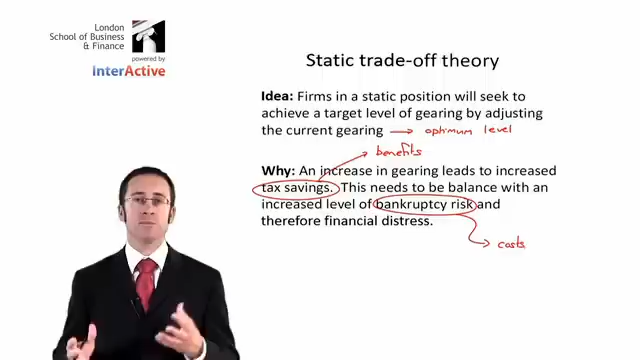 London
School of Business
& Finance
powered by
InterActive
Static trade-off theory
Idea: Firms in a static position will seek to
achieve a target level of gearing by adjusting
the current gearing → optimum level
benefits
Why: An increase in gearing leads to increased
tax savings. This needs to be balance with an
increased level of bankruptcy risk and
therefore financial distress.
costs